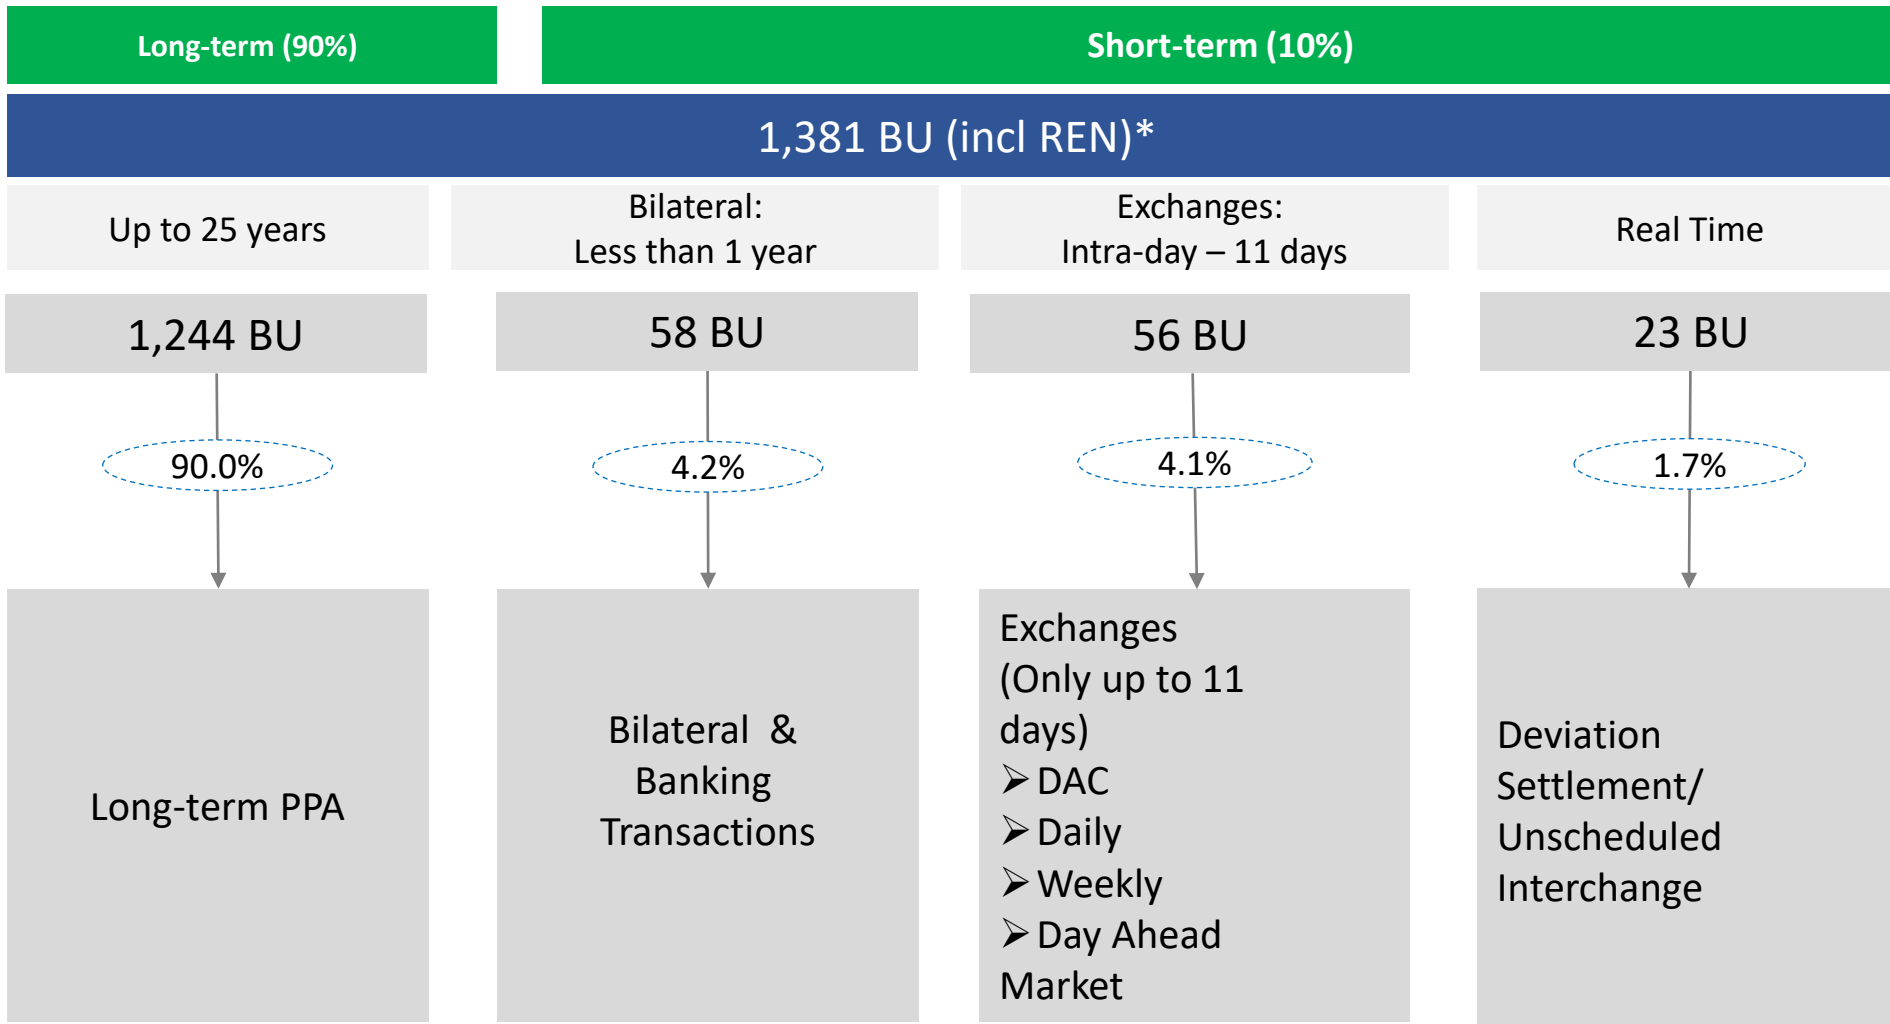 Long-term (90%)
Short-term (10%)
1,381 BU (incl REN)*
Up to 25 years
Bilateral:
Less than 1 year
Exchanges:
Intra-day – 11 days
Real Time
1,244 BU
58 BU
56 BU
23 BU
90.0%
4.2%
4.1%
1.7%
Long-term PPA
Bilateral &
Banking
Transactions
Exchanges
(Only up to 11
days)
➢ DAC
➢ Daily
➢ Weekly
➢ Day Ahead
Market
Deviation
Settlement/
Unscheduled
Interchange